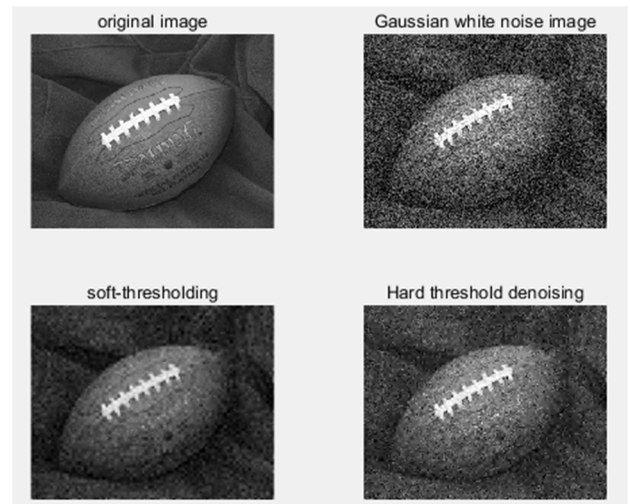 original image
Gaussian white noise image
soft-thresholding
Hard threshold denoising